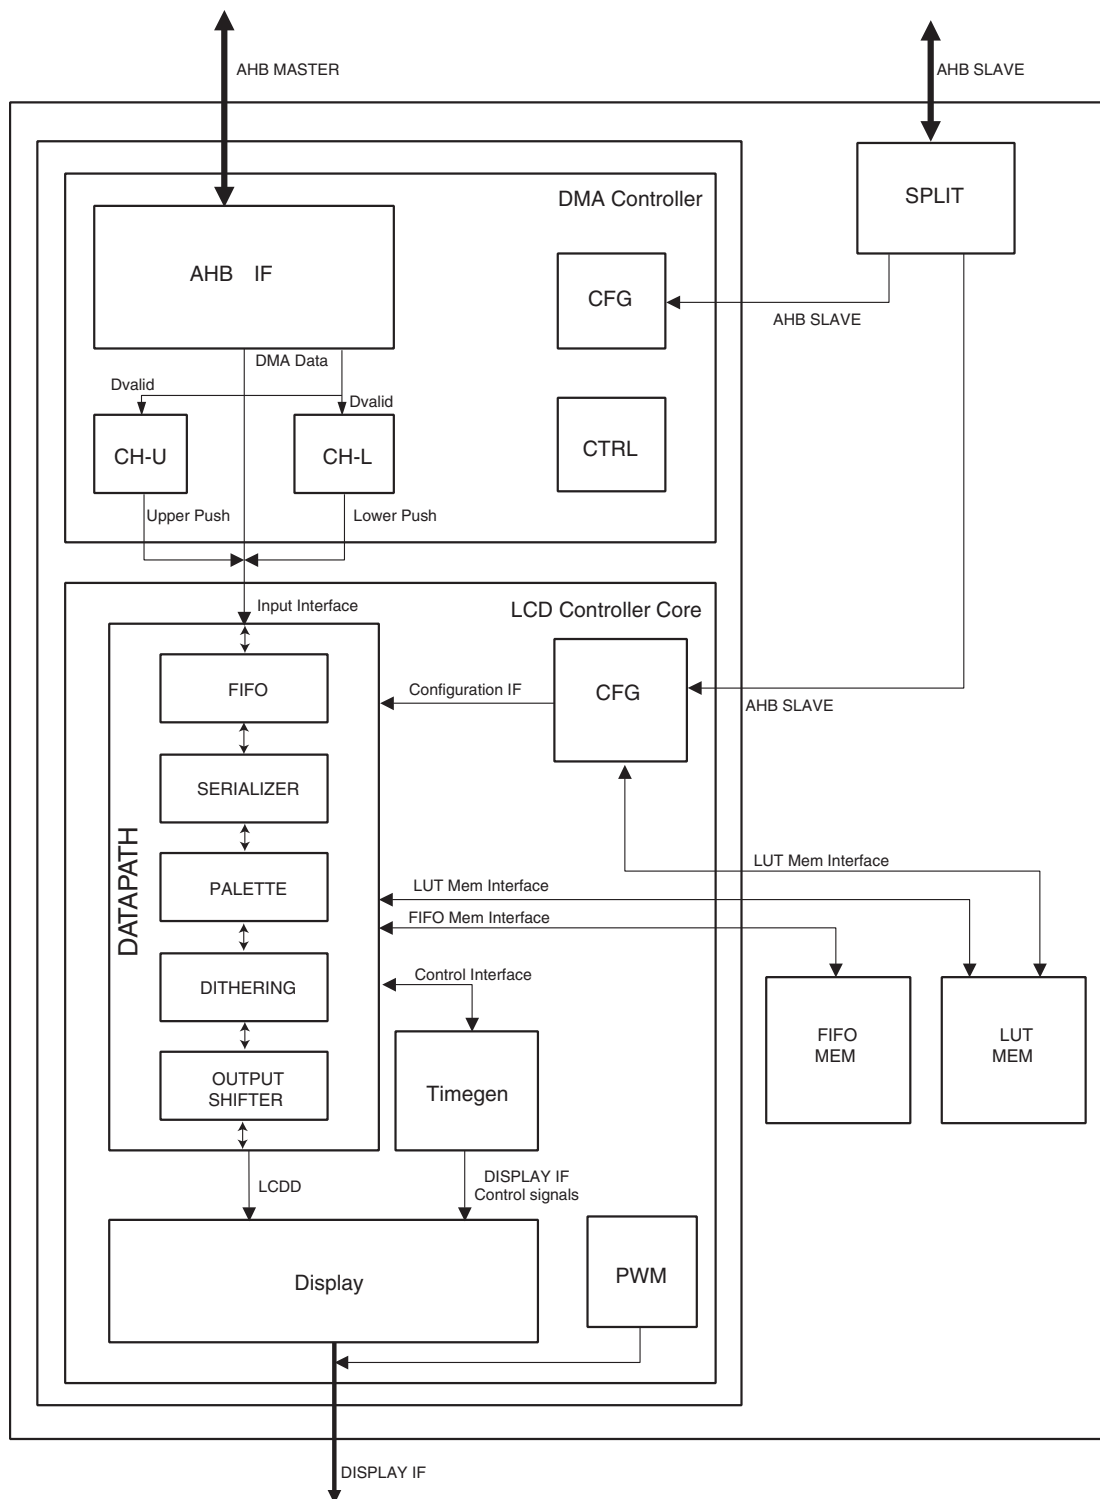 AHB MASTER
AHB SLAVE
DMA Controller
SPLIT
AHB IF
CFG
AHB SLAVE
DMA Data
Dvalid
Dvalid
CH-U
CH-L
CTRL
Upper Push
Lower Push
Input Interface
LCD Controller Core
FIFO
Configuration IF
CFG
AHB SLAVE
SERIALIZER
DATAPATH
PALETTE
LUT Mem Interface
LUT Mem Interface
FIFO Mem Interface
DITHERING
Control Interface
FIFO
MEM
LUT
MEM
OUTPUT
SHIFTER
Timegen
LCDD
DISPLAY IF
Control signals
Display
PWM
DISPLAY IF